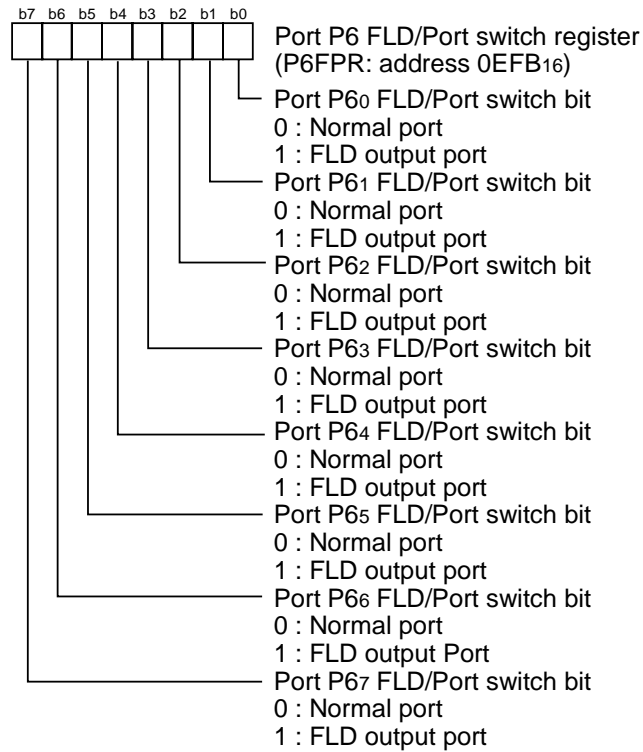 b7 b6 b5 b4 b3 b2 b1 b0
Port P6 FLD/Port switch register
(P6FPR: address 0EFB16)
Port P60 FLD/Port switch bit
0 : Normal port
1 : FLD output port
Port P61 FLD/Port switch bit
0 : Normal port
1 : FLD output port
Port P62 FLD/Port switch bit
0 : Normal port
1 : FLD output port
Port P63 FLD/Port switch bit
0 : Normal port
1 : FLD output port
Port P64 FLD/Port switch bit
0 : Normal port
1 : FLD output port
Port P65 FLD/Port switch bit
0 : Normal port
1 : FLD output port
Port P66 FLD/Port switch bit
0 : Normal port
1 : FLD output Port
Port P67 FLD/Port switch bit
0 : Normal port
1 : FLD output port